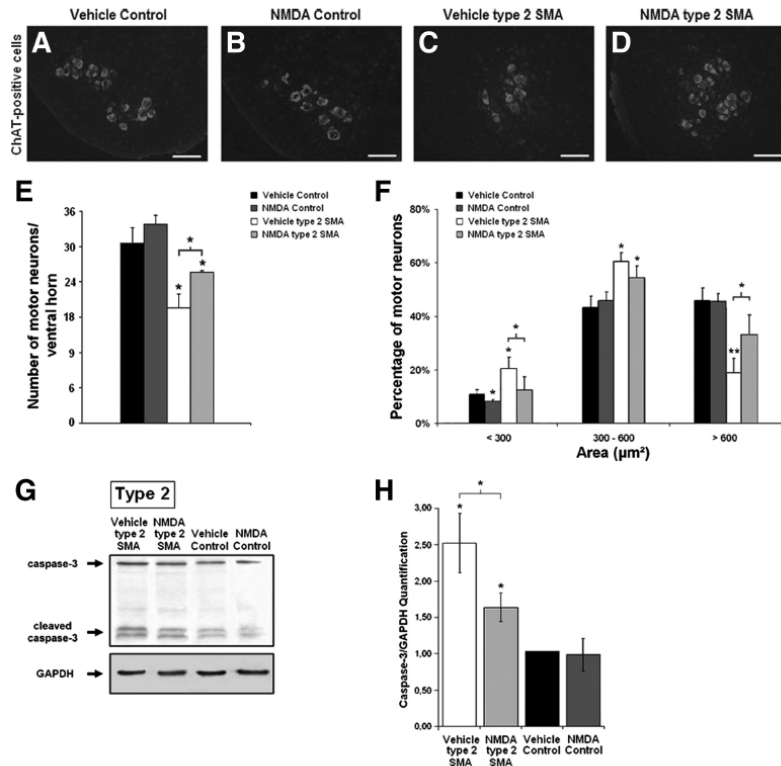 Vehicle Control
NMDA Control
Vehicle type 2 SMA
NMDA type 2 SMA
ChAT-positive cells
A
B
C
D
E
Number of motor neurons/
ventral horn
36
30
24
18
9
6
0
Vehicle Control
NMDA Control
Vehicle type 2 SMA
NMDA type 2 SMA
*
*
*
F
Percentage of motor neurons
80%
60%
40%
20%
0%
Vehicle Control
NMDA Control
Vehicle type 2 SMA
NMDA type 2 SMA
*
*
*
*
*
*
**
< 300
300 - 600
> 600
Area (µm²)
G
Type 2
Vehicle
type 2
SMA
NMDA
type 2
SMA
Vehicle
Control
NMDA
Control
caspase-3
cleaved
caspase-3
GAPDH
H
Caspase-3/GAPDH Quantification
3,00
2,50
2,00
1,50
1,00
0,50
0,00
*
*
*
Vehicle
type 2
SMA
NMDA
type 2
SMA
Vehicle
Control
NMDA
Control